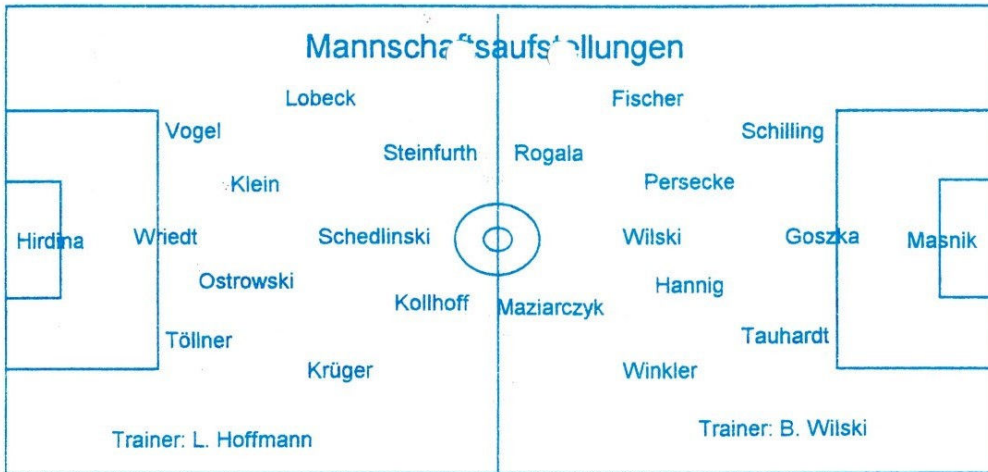 Mannschaftsaufstellungen
Lobeck Fischer
Vogel Schilling
Steinfurth Rogala
Klein Persecke
Hirdina Wriedt Schedlinski Wilski Goszka Masnik
Ostrowski Hannig
Kollhoff Maziarczyk
Töllner Tauhardt
Krüger Winkler
Trainer: L. Hoffmann Trainer: B. Wilski